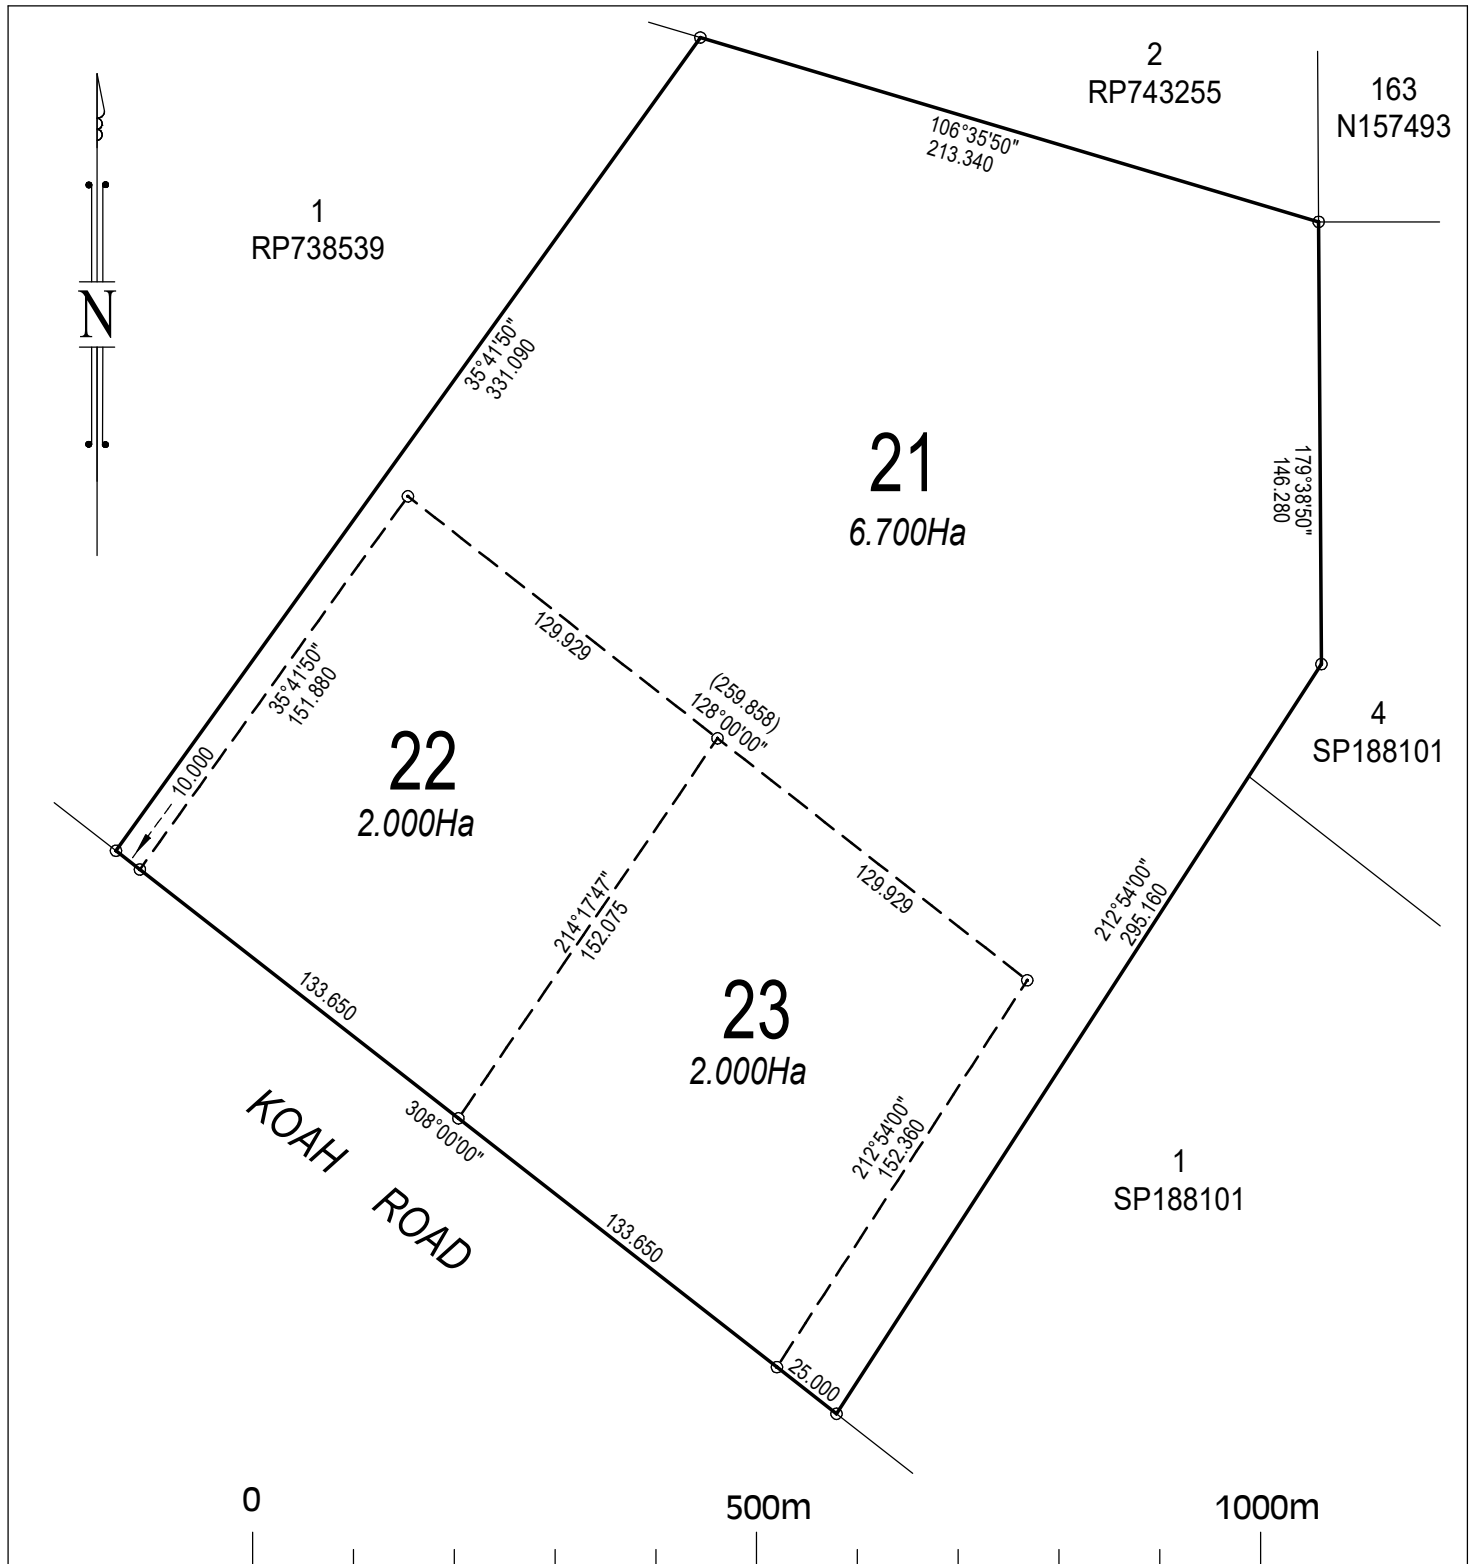 2
RP743255
163
N157493
106°35'50"
213.340
1
RP738539
N
35°41'50"
331.090
21
6.700Ha
179°38'50"
146.280
129.929
35°41'50"
151.880
(259.858)
128°00'00"
4
SP188101
22
2.000Ha
10.000
129.929
212°54'00"
295.160
214°17'47"
152.075
133.650
23
2.000Ha
KOAH ROAD
308°00'00"
212°54'00"
152.360
1
SP188101
133.650
25.000
0 500m 1000m